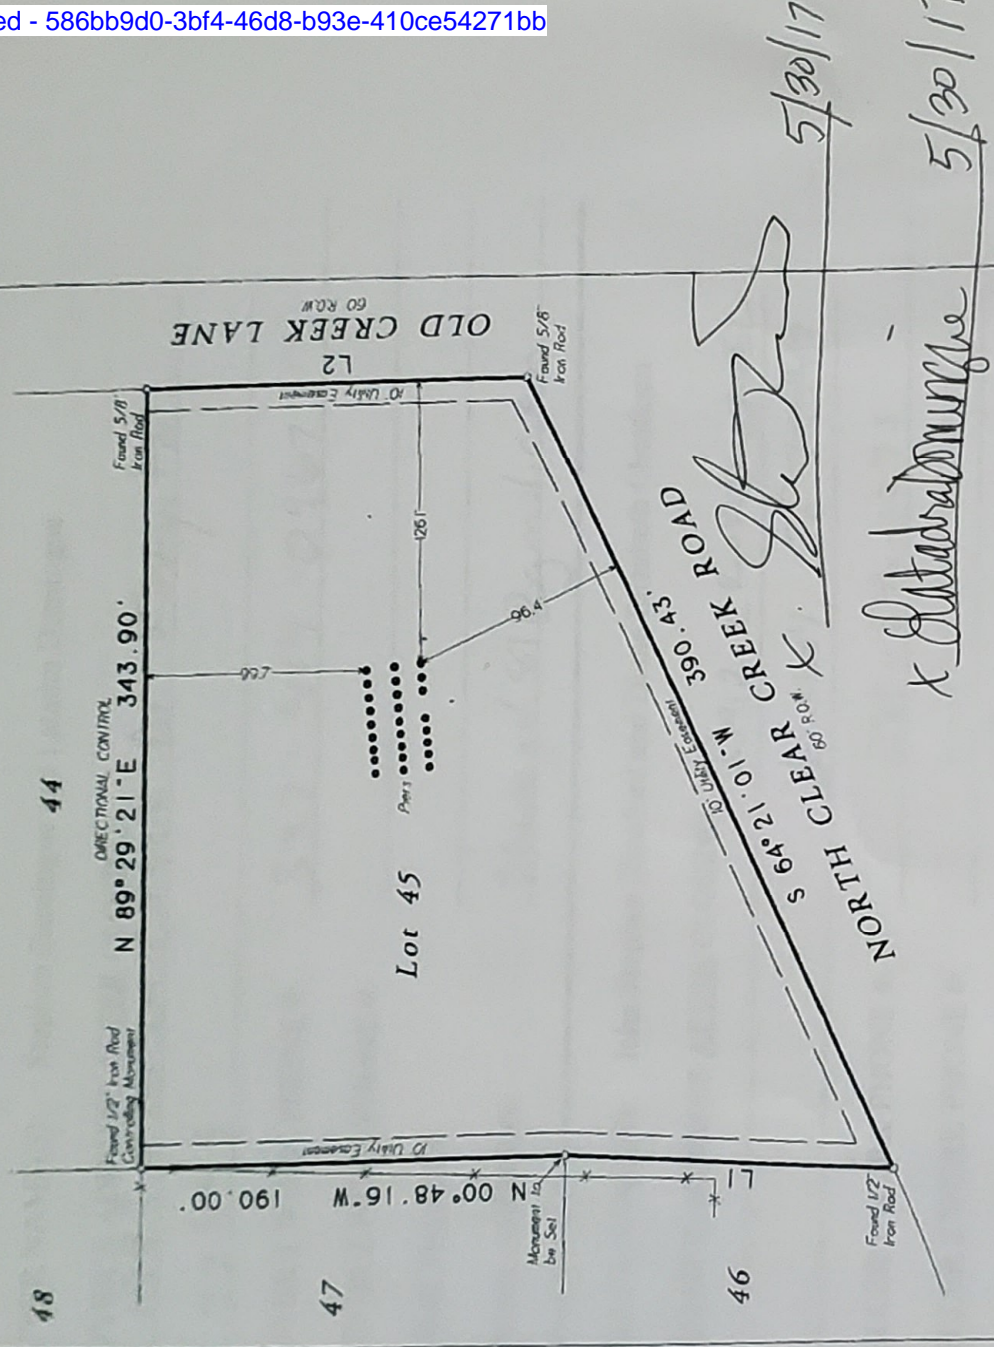 ed - 586bb9d0-3bf4-46d8-b93e-410ce54271bb
48
44
DIRECTIONAL CONTROL
N 89° 29' 21" E 343.90'
Found 1/2" Iron Rod
Controlling Monument
Found 5/8"
Iron Rod
OLD CREEK LANE
60 R.O.W
L2
10' Utility Easement
Found 5/8"
Iron Rod
126.1
96.4
Piers
Lot 45
10' Utility Easement
N 00° 48' 16" W 190.00'
47
Monument to
be Set
L1
46
Found 1/2"
Iron Rod
10' Utility Easement
S 64° 21' 01" W 390.43'
NORTH CLEAR CREEK ROAD
60' R.O.W.
X
5/30/17
X
5/30/17